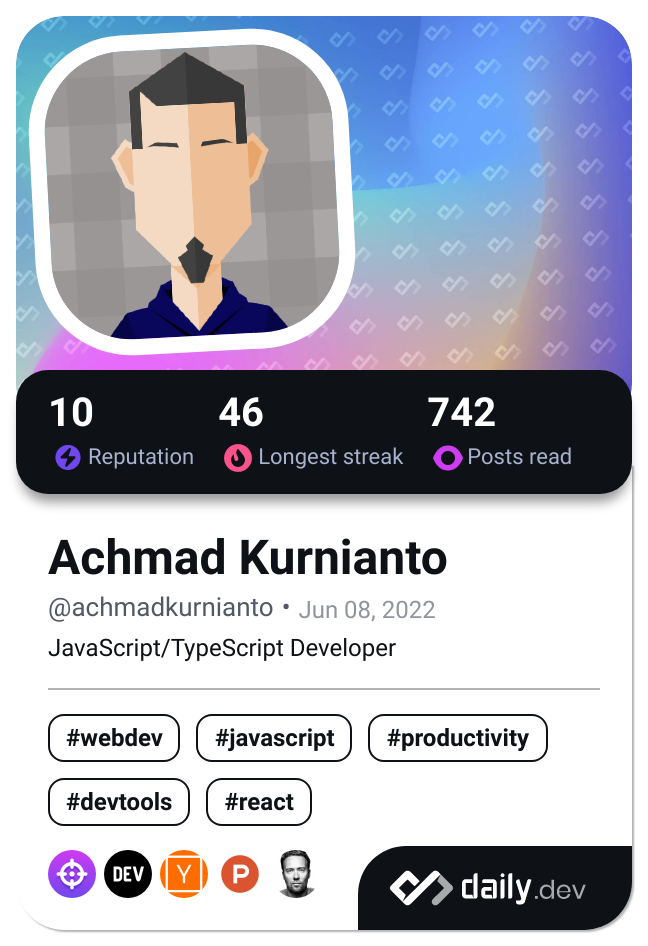 10 46 742
Reputation Longest streak Posts read
Achmad Kurnianto
@achmadkurnianto • Jun 08, 2022
JavaScript/TypeScript Developer
#webdev #javascript #productivity
#devtools #react
DEV Y P
daily.dev